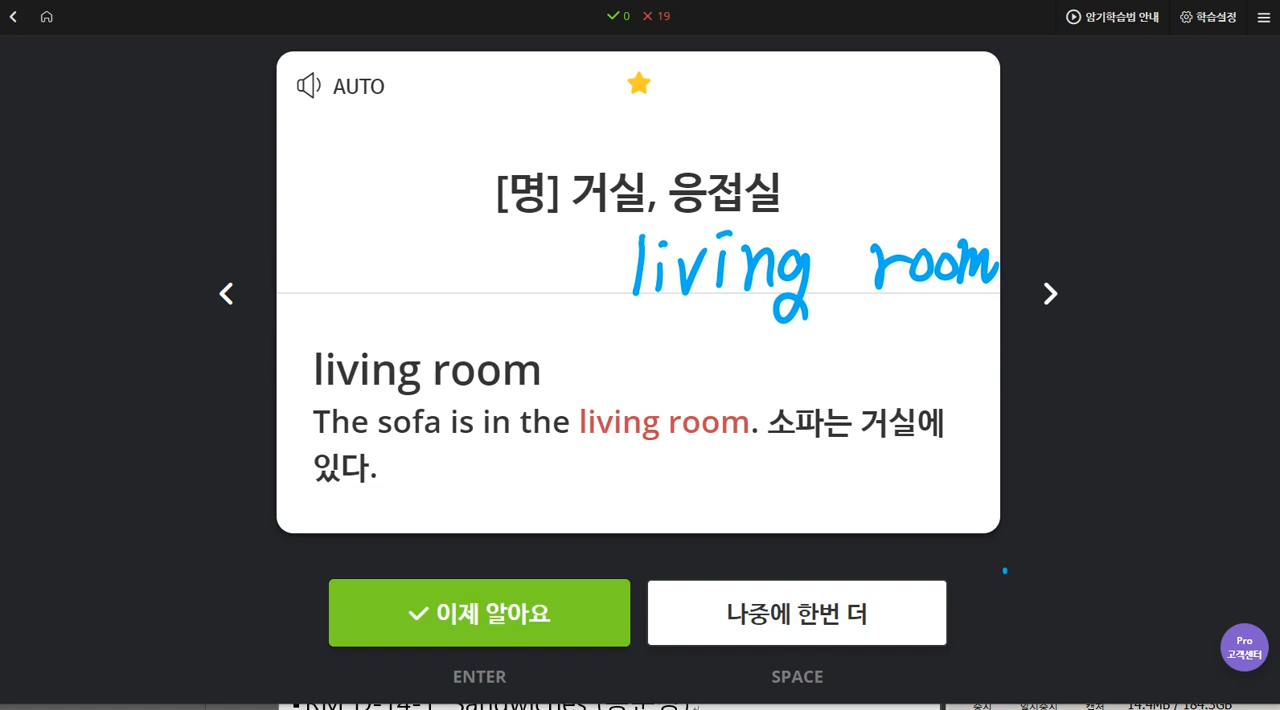 0 19 암기학습법 안내 학습설정
AUTO
[명] 거실, 응접실
living room
living room
The sofa is in the living room. 소파는 거실에
있다.
이제 알아요 나중에 한번 더
Pro
고객센터
ENTER SPACE